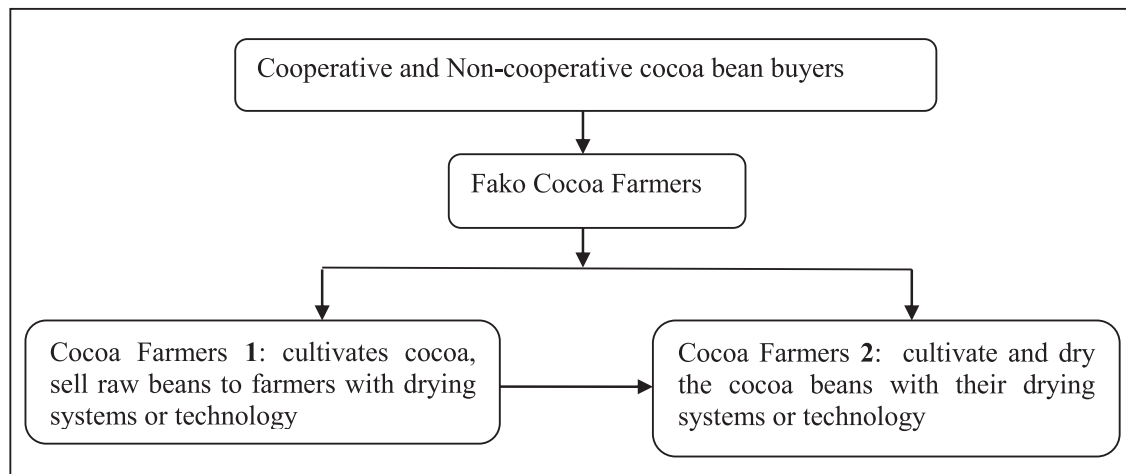 Cooperative and Non-cooperative cocoa bean buyers
Fako Cocoa Farmers
Cocoa Farmers 1: cultivates cocoa,
sell raw beans to farmers with drying
systems or technology
Cocoa Farmers 2: cultivate and dry
the cocoa beans with their drying
systems or technology